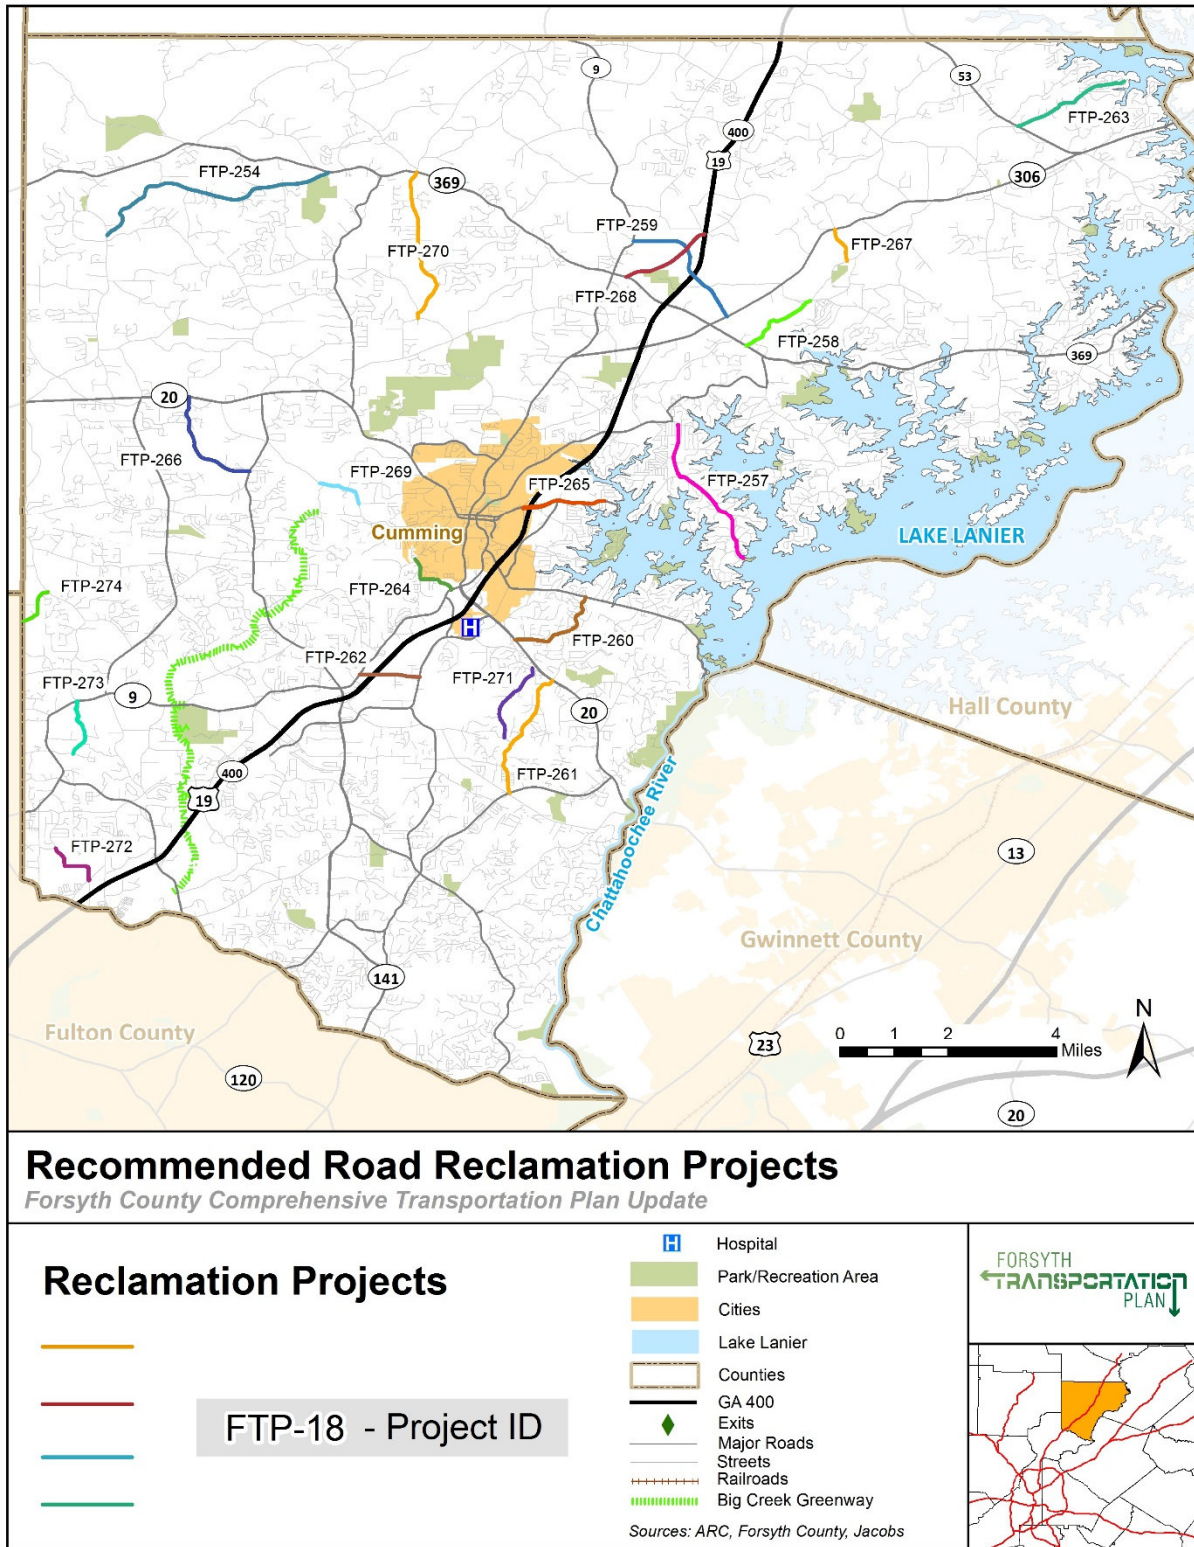 9
53
400
19
FTP-263
FTP-254
369
306
FTP-259
FTP-267
FTP-270
FTP-268
FTP-258
369
20
FTP-266
FTP-269
FTP-265
FTP-257
Cumming
LAKE LANIER
FTP-274
FTP-264
H
FTP-260
FTP-262
FTP-271
FTP-273
9
20
Hall County
400
19
FTP-261
Chattahoochee River
FTP-272
13
Gwinnett County
141
Fulton County
23
N
0 1 2 4
Miles
120
20
Recommended Road Reclamation Projects
Forsyth County Comprehensive Transportation Plan Update
Reclamation Projects
FTP-18 - Project ID
H Hospital
Park/Recreation Area
Cities
Lake Lanier
Counties
GA 400
Exits
Major Roads
Streets
Railroads
Big Creek Greenway
Sources: ARC, Forsyth County, Jacobs
FORSYTH
TRANSPORTATION
PLAN